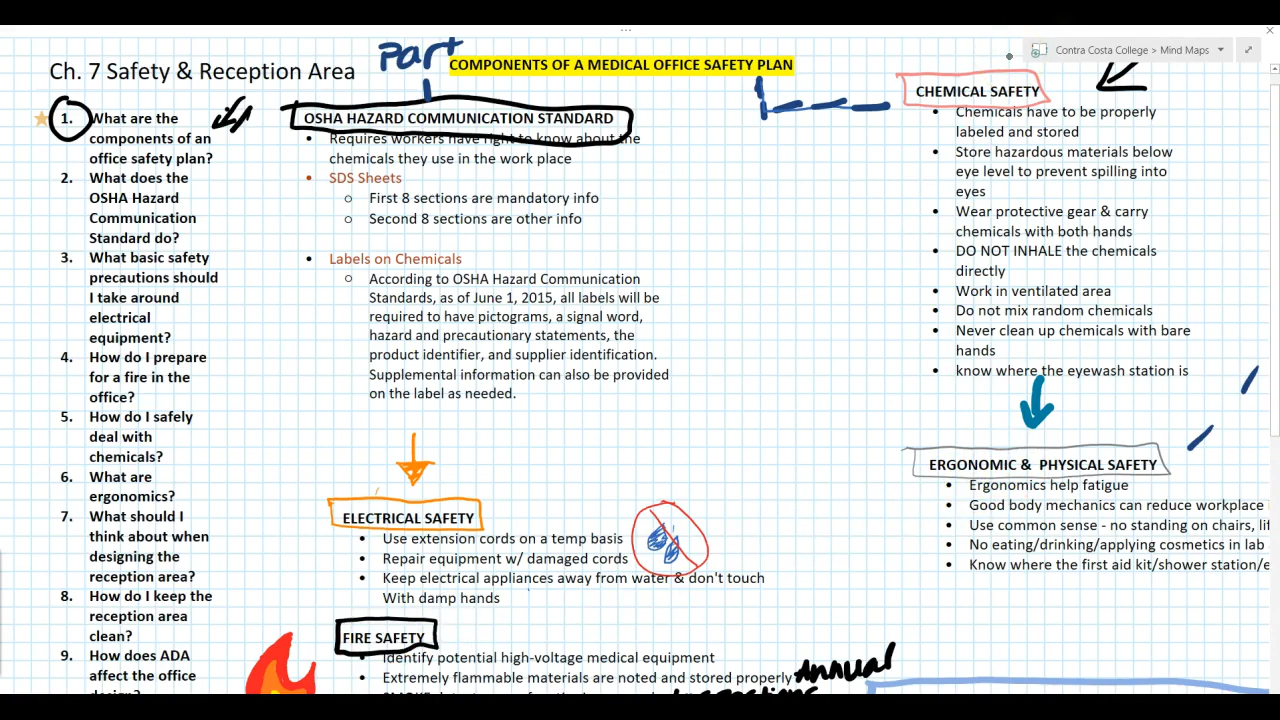 Contra Costa College > Mind Maps
Part
COMPONENTS OF A MEDICAL OFFICE SAFETY PLAN
Ch. 7 Safety & Reception Area
1. What are the
components of an
office safety plan?
2. What does the
OSHA Hazard
Communication
Standard do?
3. What basic safety
precautions should
I take around
electrical
equipment?
4. How do I prepare
for a fire in the
office?
5. How do I safely
deal with
chemicals?
6. What are
ergonomics?
7. What should I
think about when
designing the
reception area?
8. How do I keep the
reception area
clean?
9. How does ADA
affect the office
OSHA HAZARD COMMUNICATION STANDARD
• Requires workers have right to know about the
chemicals they use in the work place
• SDS Sheets
o First 8 sections are mandatory info
o Second 8 sections are other info
• Labels on Chemicals
o According to OSHA Hazard Communication
Standards, as of June 1, 2015, all labels will be
required to have pictograms, a signal word,
hazard and precautionary statements, the
product identifier, and supplier identification.
Supplemental information can also be provided
on the label as needed.
ELECTRICAL SAFETY
• Use extension cords on a temp basis
• Repair equipment w/ damaged cords
• Keep electrical appliances away from water & don't touch
With damp hands
FIRE SAFETY
• Identify potential high-voltage medical equipment
• Extremely flammable materials are noted and stored properly
Annual
CHEMICAL SAFETY
• Chemicals have to be properly
labeled and stored
• Store hazardous materials below
eye level to prevent spilling into
eyes
• Wear protective gear & carry
chemicals with both hands
• DO NOT INHALE the chemicals
directly
• Work in ventilated area
• Do not mix random chemicals
• Never clean up chemicals with bare
hands
• know where the eyewash station is
ERGONOMIC & PHYSICAL SAFETY
• Ergonomics help fatigue
• Good body mechanics can reduce workplace
• Use common sense - no standing on chairs, lif
• No eating/drinking/applying cosmetics in lab
• Know where the first aid kit/shower station/e